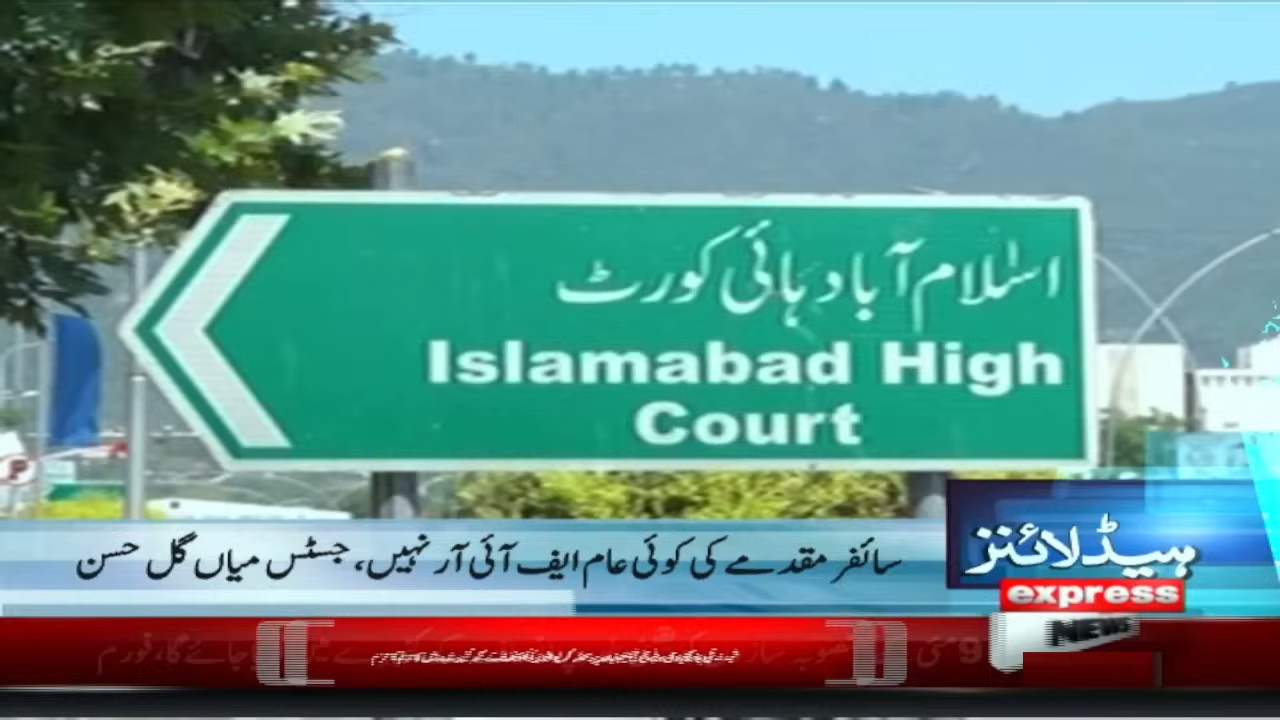 اسلام آباد ہائی کورٹ
Islamabad High
Court
سائفر مقدمے کی کوئی عام ایف آئی آر نہیں، جسٹس میاں گل حسن
ہیڈلائنز
express
NEWS